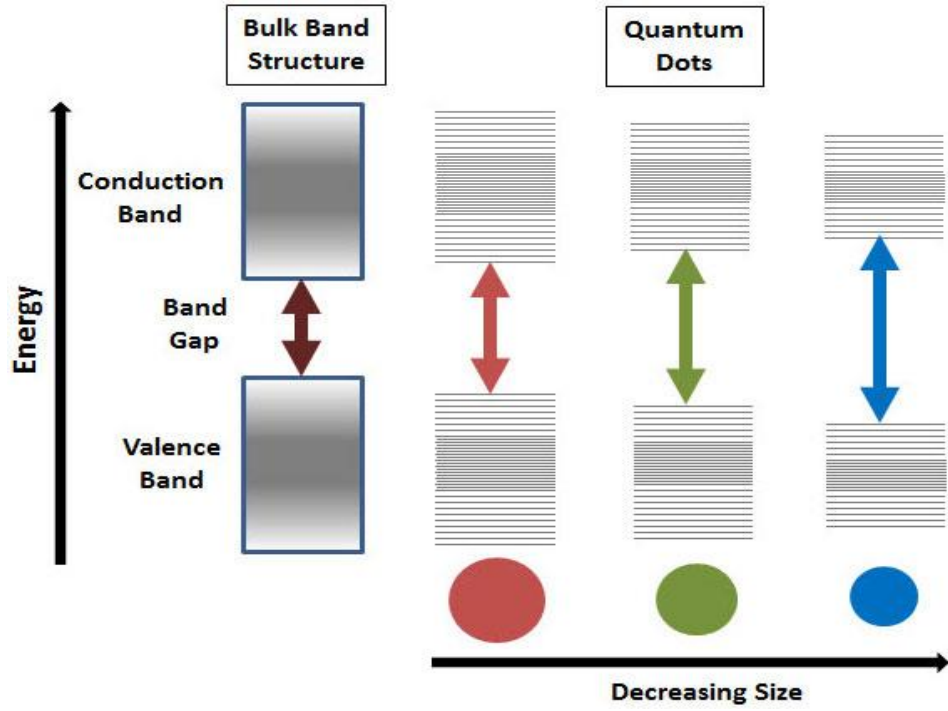 Bulk Band
Structure
Quantum
Dots
Conduction
Band
Band
Gap
Energy
Valence
Band
Decreasing Size